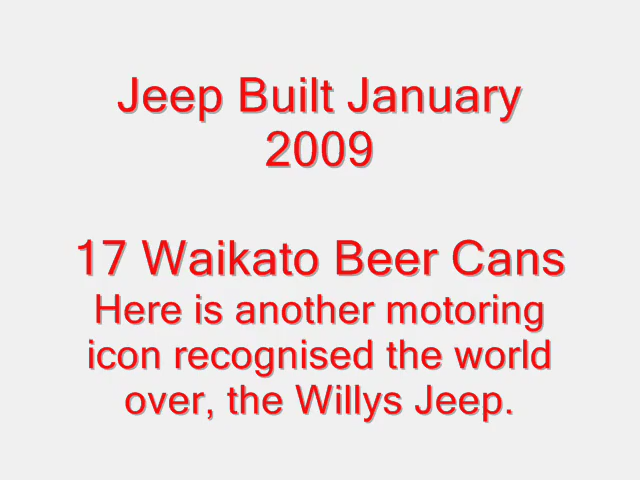 Jeep Built January
2009
17 Waikato Beer Cans
Here is another motoring
icon recognised the world
over, the Willys Jeep.